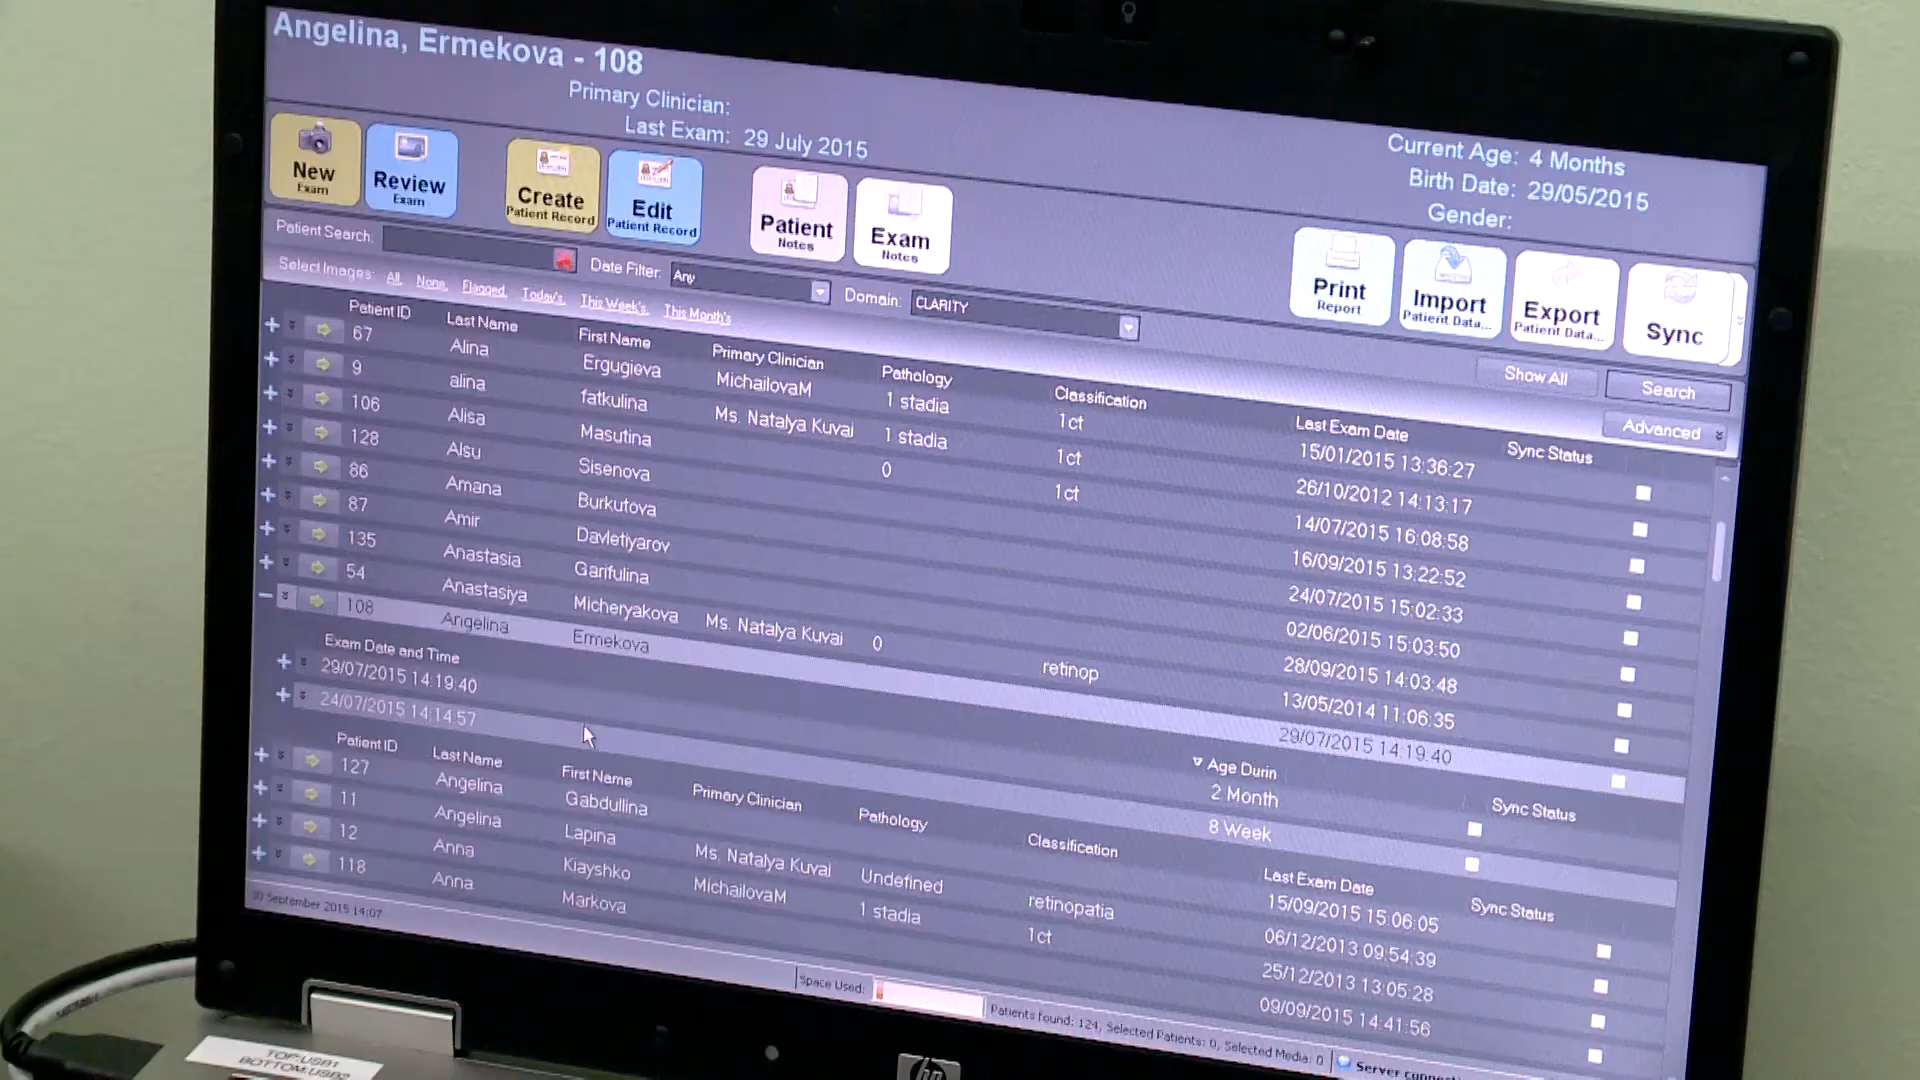 Angelina, Ermekova - 108
Primary Clinician:
Last Exam: 29 July 2015
Current Age: 4 Months
Birth Date: 29/05/2015
Gender:
New Exam
Review Exam
Create Patient Record
Edit Patient Record
Patient Notes
Exam Notes
Print Report
Import Patient Data...
Export Patient Data...
Sync
Patient Search:
Date Filter: Any
Domain: CLARITY
Select Images: All, None, Flagged, Today's, This Week's, This Month's
Show All Search
Advanced
Patient ID Last Name First Name Primary Clinician Pathology Classification Last Exam Date Sync Status
67 Alina Ergugieva MichailovaM 1 stadia 1ct 15/01/2015 13:36:27
9 alina fatkulina Ms. Natalya Kuvai 1 stadia 1ct 26/10/2012 14:13:17
106 Alisa Masutina 0 1ct 14/07/2015 16:08:58
128 Alsu Sisenova 16/09/2015 13:22:52
86 Amana Burkutova 24/07/2015 15:02:33
87 Amir Davletiyarov 02/06/2015 15:03:50
135 Anastasia Garifulina 28/09/2015 14:03:48
54 Anastasiya Micheryakova Ms. Natalya Kuvai 0 retinop 13/05/2014 11:06:35
108 Angelina Ermekova 29/07/2015 14:19:40
Exam Date and Time Age Durin Sync Status
29/07/2015 14:19:40 2 Month
24/07/2015 14:14:57 8 Week
Patient ID Last Name First Name Primary Clinician Pathology Classification Last Exam Date Sync Status
127 Angelina Gabdullina 15/09/2015 15:06:05
11 Angelina Lapina Ms. Natalya Kuvai Undefined retinopatia 06/12/2013 09:54:39
12 Anna Kiayshko MichailovaM 1 stadia 1ct 25/12/2013 13:05:28
118 Anna Markova 09/09/2015 14:41:56
30 September 2015 14:07
Space Used:
Patients found: 124, Selected Patients: 0, Selected Media: 0
Server
hp
TOP:USB1
BOTTOM:USB2